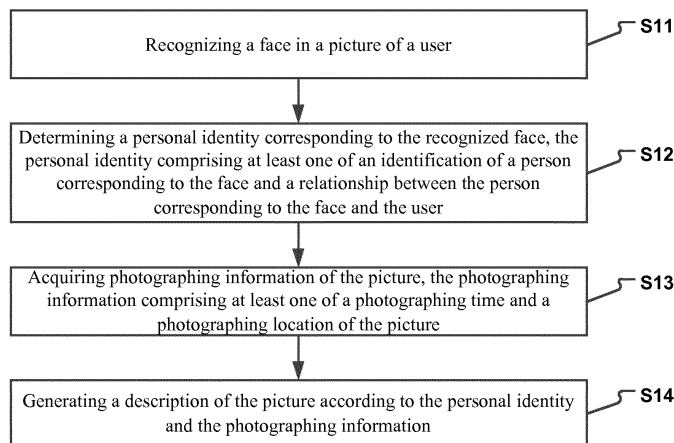 Recognizing a face in a picture of a user
S11
Determining a personal identity corresponding to the recognized face, the
personal identity comprising at least one of an identification of a person
corresponding to the face and a relationship between the person
corresponding to the face and the user
S12
Acquiring photographing information of the picture, the photographing
information comprising at least one of a photographing time and a
photographing location of the picture
S13
Generating a description of the picture according to the personal identity
and the photographing information
S14